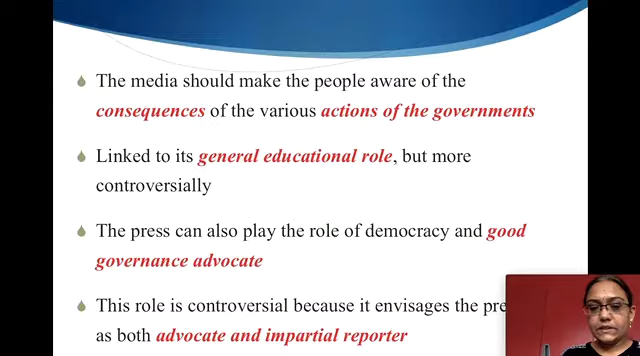 The media should make the people aware of the
consequences of the various actions of the governments
Linked to its general educational role, but more
controversially
The press can also play the role of democracy and good
governance advocate
This role is controversial because it envisages the pre
as both advocate and impartial reporter